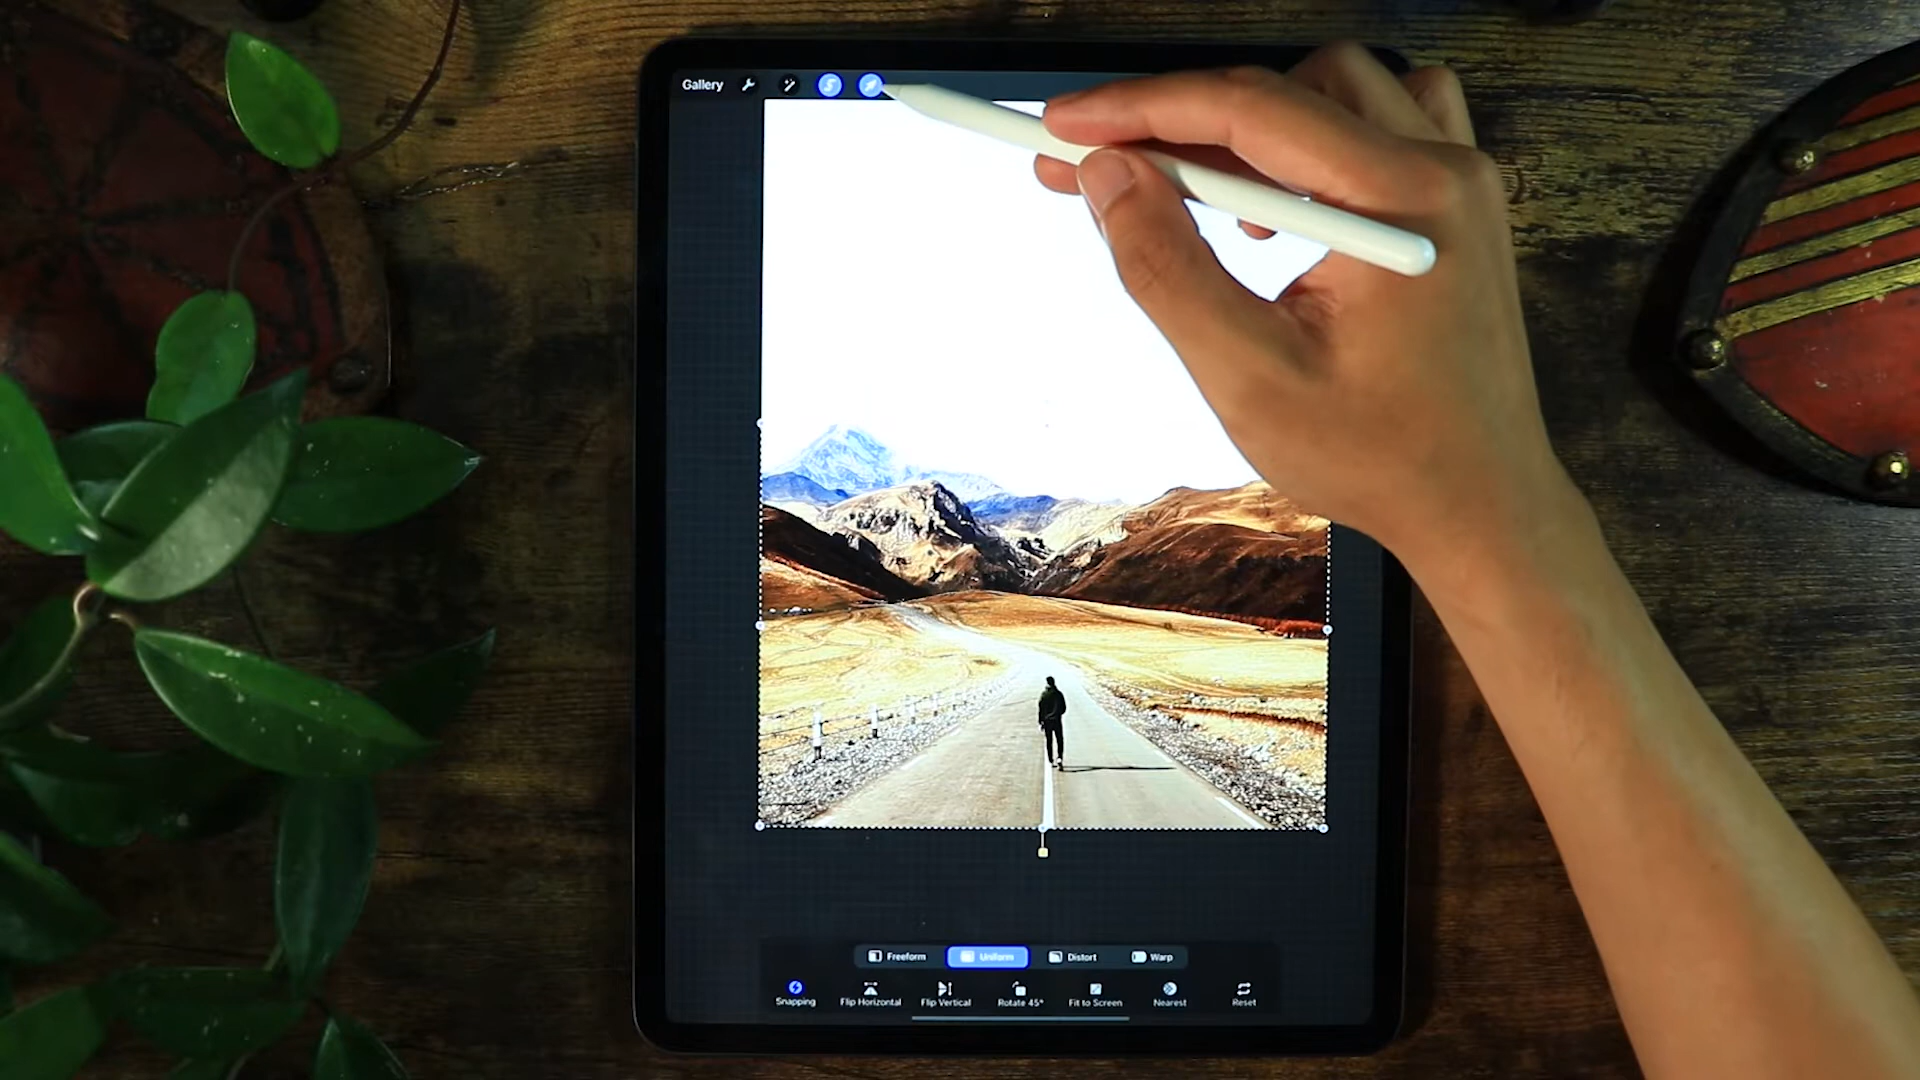 Gallery
Freeform Uniform Distort Warp
Snapping Flip Horizontal Flip Vertical Rotate 45° Fit to Screen Nearest Reset